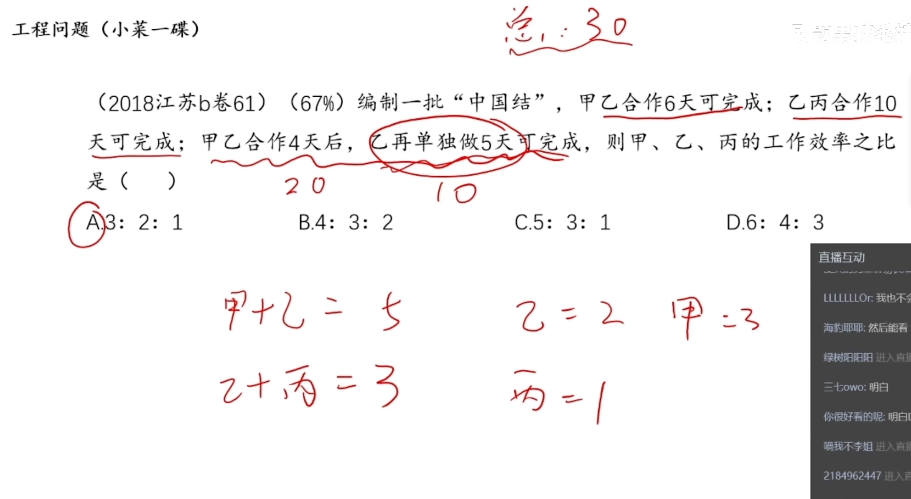 工程问题（小菜一碟）
总：30
（2018江苏b卷61）（67%）编制一批“中国结”，甲乙合作6天可完成；乙丙合作10
天可完成；甲乙合作4天后，乙再单独做5天可完成，则甲、乙、丙的工作效率之比
是（　　）
20 10
A.3：2：1 B.4：3：2 C.5：3：1 D.6：4：3
甲+乙=5 乙=2 甲=3
乙+丙=3 丙=1
直播互动
LLLLLLLOr: 我也不会
海豹耶耶: 然后能看
绿树阳阳阳 进入直播
三七owo: 明白
你很好看的呢: 明白
嘀我不李姐 进入直播
2184962447 进入直